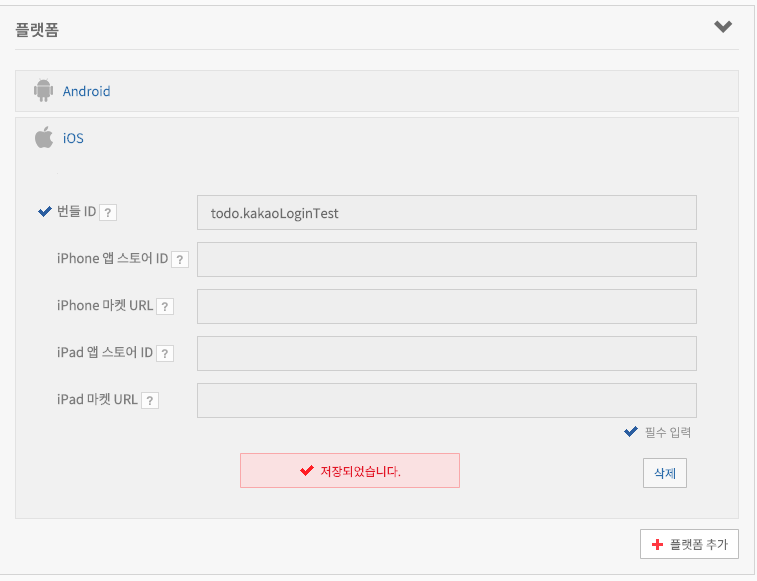 플랫폼
Android
iOS
번들 ID ?
todo.kakaoLoginTest
iPhone 앱 스토어 ID ?
iPhone 마켓 URL ?
iPad 앱 스토어 ID ?
iPad 마켓 URL ?
필수 입력
저장되었습니다.
삭제
플랫폼 추가